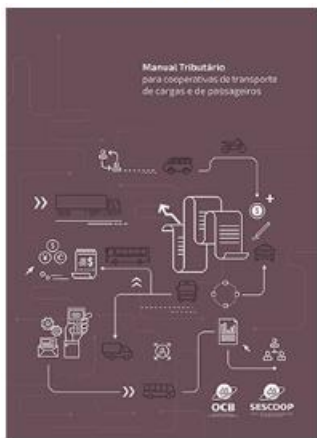 Manual Tributário
para cooperativas de transporte
de cargas e de passageiros
OCB
SESCOOP